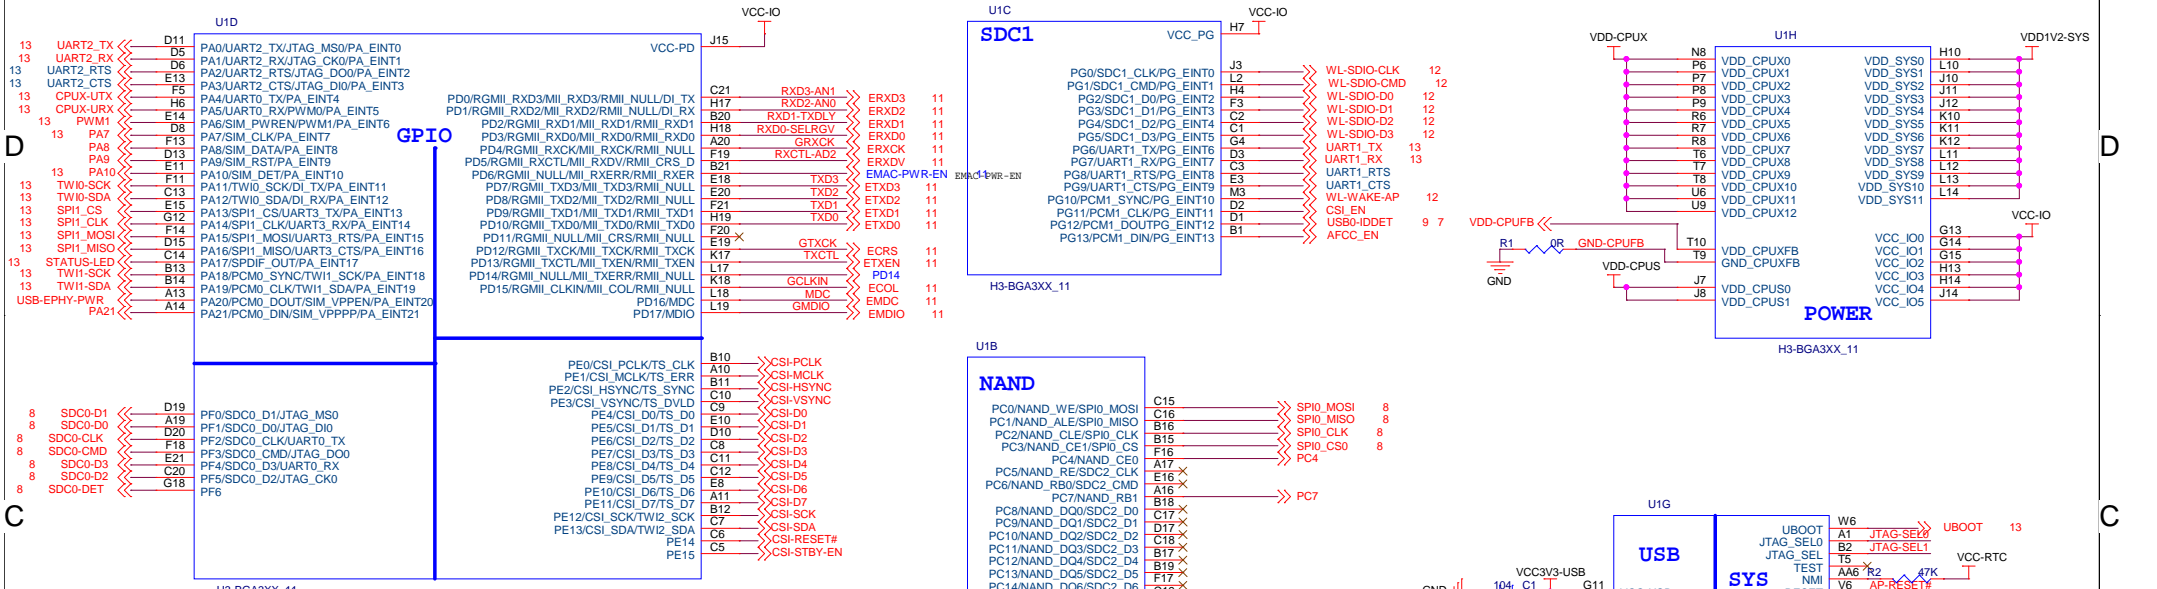 U1D
VCC-IO
GPIO
13 UART2_TX D11 PA0/UART2_TX/JTAG_MS0/PA_EINT0
13 UART2_RX D5 PA1/UART2_RX/JTAG_CK0/PA_EINT1
13 UART2_RTS D6 PA2/UART2_RTS/JTAG_DO0/PA_EINT2
13 UART2_CTS E13 PA3/UART2_CTS/JTAG_DI0/PA_EINT3
13 CPUX-UTX F5 PA4/UART0_TX/PA_EINT4
13 CPUX-URX H6 PA5/UART0_RX/PWM0/PA_EINT5
13 PWM1 E14 PA6/SIM_PWREN/PWM1/PA_EINT6
13 PA7 D8 PA7/SIM_CLK/PA_EINT7
PA8 F13 PA8/SIM_DATA/PA_EINT8
PA9 D13 PA9/SIM_RST/PA_EINT9
13 PA10 E11 PA10/SIM_DET/PA_EINT10
13 TWI0-SCK F11 PA11/TWI0_SCK/DI_TX/PA_EINT11
13 TWI0-SDA C13 PA12/TWI0_SDA/DI_RX/PA_EINT12
13 SPI1_CS E15 PA13/SPI1_CS/UART3_TX/PA_EINT13
13 SPI1_CLK G12 PA14/SPI1_CLK/UART3_RX/PA_EINT14
13 SPI1_MOSI F14 PA15/SPI1_MOSI/UART3_RTS/PA_EINT15
13 SPI1_MISO D15 PA16/SPI1_MISO/UART3_CTS/PA_EINT16
13 STATUS-LED C14 PA17/SPDIF_OUT/PA_EINT17
13 TWI1-SCK B13 PA18/PCM0_SYNC/TWI1_SCK/PA_EINT18
13 TWI1-SDA B14 PA19/PCM0_CLK/TWI1_SDA/PA_EINT19
USB-EPHY-PWR A13 PA20/PCM0_DOUT/SIM_VPPEN/PA_EINT20
PA21 A14 PA21/PCM0_DIN/SIM_VPPPP/PA_EINT21
VCC-PD J15
PD0/RGMII_RXD3/MII_RXD3/RMII_NULL/DI_TX C21 RXD3-AN1 ERXD3 11
PD1/RGMII_RXD2/MII_RXD2/RMII_NULL/DI_RX H17 RXD2-AN0 ERXD2 11
PD2/RGMII_RXD1/MII_RXD1/RMII_RXD1 B20 RXD1-TXDLY ERXD1 11
PD3/RGMII_RXD0/MII_RXD0/RMII_RXD0 H18 RXD0-SELRGV ERXD0 11
PD4/RGMII_RXCK/MII_RXCK/RMII_NULL A20 GRXCK ERXCK 11
PD5/RGMII_RXCTL/MII_RXDV/RMII_CRS_D F19 RXCTL-AD2 ERXDV 11
PD6/RGMII_NULL/MII_RXERR/RMII_RXER B21 EMAC-PWR-EN EMAC-PWR-EN 11
PD7/RGMII_TXD3/MII_TXD3/RMII_NULL E18 TXD3 ETXD3 11
PD8/RGMII_TXD2/MII_TXD2/RMII_NULL E20 TXD2 ETXD2 11
PD9/RGMII_TXD1/MII_TXD1/RMII_TXD1 F21 TXD1 ETXD1 11
PD10/RGMII_TXD0/MII_TXD0/RMII_TXD0 H19 TXD0 ETXD0 11
PD11/RGMII_NULL/MII_CRS/RMII_NULL F20
PD12/RGMII_TXCK/MII_TXCK/RMII_TXCK E19 GTXCK ECRS 11
PD13/RGMII_TXCTL/MII_TXEN/RMII_TXEN K17 TXCTL ETXEN 11
PD14/RGMII_NULL/MII_TXERR/RMII_NULL L17 PD14
PD15/RGMII_CLKIN/MII_COL/RMII_NULL K18 GCLKIN ECOL 11
PD16/MDC L18 MDC EMDC 11
PD17/MDIO L19 GMDIO EMDIO 11
PE0/CSI_PCLK/TS_CLK B10 CSI-PCLK
PE1/CSI_MCLK/TS_ERR A10 CSI-MCLK
PE2/CSI_HSYNC/TS_SYNC B11 CSI-HSYNC
PE3/CSI_VSYNC/TS_DVLD C10 CSI-VSYNC
PE4/CSI_D0/TS_D0 C9 CSI-D0
PE5/CSI_D1/TS_D1 E10 CSI-D1
PE6/CSI_D2/TS_D2 D10 CSI-D2
PE7/CSI_D3/TS_D3 C8 CSI-D3
PE8/CSI_D4/TS_D4 C11 CSI-D4
PE9/CSI_D5/TS_D5 C12 CSI-D5
PE10/CSI_D6/TS_D6 E8 CSI-D6
PE11/CSI_D7/TS_D7 A11 CSI-D7
PE12/CSI_SCK/TWI2_SCK B12 CSI-SCK
PE13/CSI_SDA/TWI2_SDA C7 CSI-SDA
PE14 C6 CSI-RESET#
PE15 C5 CSI-STBY-EN
8 SDC0-D1 D19 PF0/SDC0_D1/JTAG_MS0
8 SDC0-D0 A19 PF1/SDC0_D0/JTAG_DI0
8 SDC0-CLK D20 PF2/SDC0_CLK/UART0_TX
8 SDC0-CMD F18 PF3/SDC0_CMD/JTAG_DO0
8 SDC0-D3 E21 PF4/SDC0_D3/UART0_RX
8 SDC0-D2 C20 PF5/SDC0_D2/JTAG_CK0
8 SDC0-DET G18 PF6
D
C
U1C
SDC1
VCC-IO
VCC_PG H7
PG0/SDC1_CLK/PG_EINT0 J3 WL-SDIO-CLK 12
PG1/SDC1_CMD/PG_EINT1 L2 WL-SDIO-CMD 12
PG2/SDC1_D0/PG_EINT2 H4 WL-SDIO-D0 12
PG3/SDC1_D1/PG_EINT3 F3 WL-SDIO-D1 12
PG4/SDC1_D2/PG_EINT4 C2 WL-SDIO-D2 12
PG5/SDC1_D3/PG_EINT5 C1 WL-SDIO-D3 12
PG6/UART1_TX/PG_EINT6 G4 UART1_TX 13
PG7/UART1_RX/PG_EINT7 D3 UART1_RX 13
PG8/UART1_RTS/PG_EINT8 C3 UART1_RTS
PG9/UART1_CTS/PG_EINT9 E3 UART1_CTS
PG10/PCM1_SYNC/PG_EINT10 M3 WL-WAKE-AP 12
PG11/PCM1_CLK/PG_EINT11 D2 CSI_EN
PG12/PCM1_DOUTPG_EINT12 D1 USB0-IDDET 9 7
PG13/PCM1_DIN/PG_EINT13 B1 AFCC_EN
H3-BGA3XX_11
U1B
NAND
PC0/NAND_WE/SPI0_MOSI C15 SPI0_MOSI 8
PC1/NAND_ALE/SPI0_MISO C16 SPI0_MISO 8
PC2/NAND_CLE/SPI0_CLK B16 SPI0_CLK 8
PC3/NAND_CE1/SPI0_CS B15 SPI0_CS0 8
PC4/NAND_CE0 F16 PC4
PC5/NAND_RE/SDC2_CLK A17
PC6/NAND_RB0/SDC2_CMD E16
PC7/NAND_RB1 A16 PC7
PC8/NAND_DQ0/SDC2_D0 B18
PC9/NAND_DQ1/SDC2_D1 C17
PC10/NAND_DQ2/SDC2_D2 D17
PC11/NAND_DQ3/SDC2_D3 C18
PC12/NAND_DQ4/SDC2_D4 B17
PC13/NAND_DQ5/SDC2_D5 B19
PC14/NAND_DQ6/SDC2_D6 F17
U1H
POWER
VDD-CPUX
VDD1V2-SYS
N8 VDD_CPUX0 VDD_SYS0 H10
P6 VDD_CPUX1 VDD_SYS1 L10
P7 VDD_CPUX2 VDD_SYS2 J10
P8 VDD_CPUX3 VDD_SYS3 J11
P9 VDD_CPUX4 VDD_SYS4 J12
R6 VDD_CPUX5 VDD_SYS5 K10
R7 VDD_CPUX6 VDD_SYS6 K11
R8 VDD_CPUX7 VDD_SYS7 K12
T6 VDD_CPUX8 VDD_SYS8 L11
T7 VDD_CPUX9 VDD_SYS9 L12
T8 VDD_CPUX10 VDD_SYS10 L13
U6 VDD_CPUX11 VDD_SYS11 L14
U9 VDD_CPUX12
VCC-IO
VDD-CPUFB
R1 0R GND-CPUFB
GND
T10 VDD_CPUXFB
T9 GND_CPUXFB
VDD-CPUS
J7 VDD_CPUS0
J8 VDD_CPUS1
VCC_IO0 G13
VCC_IO1 G14
VCC_IO2 G15
VCC_IO3 H13
VCC_IO4 H14
VCC_IO5 J14
H3-BGA3XX_11
D
C
U1G
USB
SYS
UBOOT W6 UBOOT 13
JTAG_SEL0 A1 JTAG-SEL0
JTAG_SEL B2 JTAG-SEL1
TEST T5
NMI AA6 R2 47K VCC-RTC
V6 AP-RESET#
VCC3V3-USB
104 C1 G11